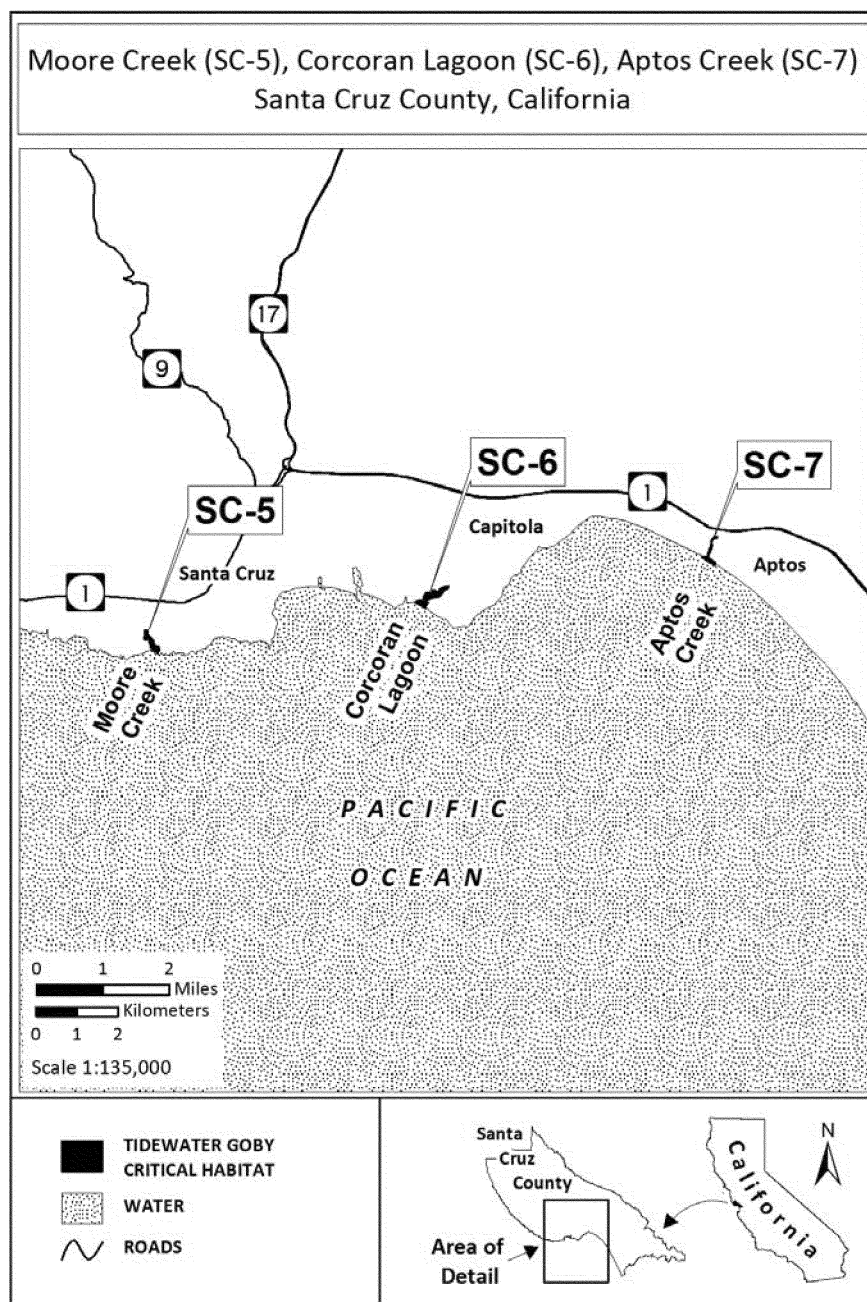 Moore Creek (SC-5), Corcoran Lagoon (SC-6), Aptos Creek (SC-7)
Santa Cruz County, California
17
9
SC-6
SC-7
SC-5
1
Capitola
Santa Cruz
Aptos
1
Moore
Creek
Corcoran
Lagoon
Aptos
Creek
PACIFIC
OCEAN
0 1 2
Miles
Kilometers
0 1 2
Scale 1:135,000
TIDEWATER GOBY
CRITICAL HABITAT
WATER
ROADS
Santa
Cruz
County
Area of
Detail
California
N